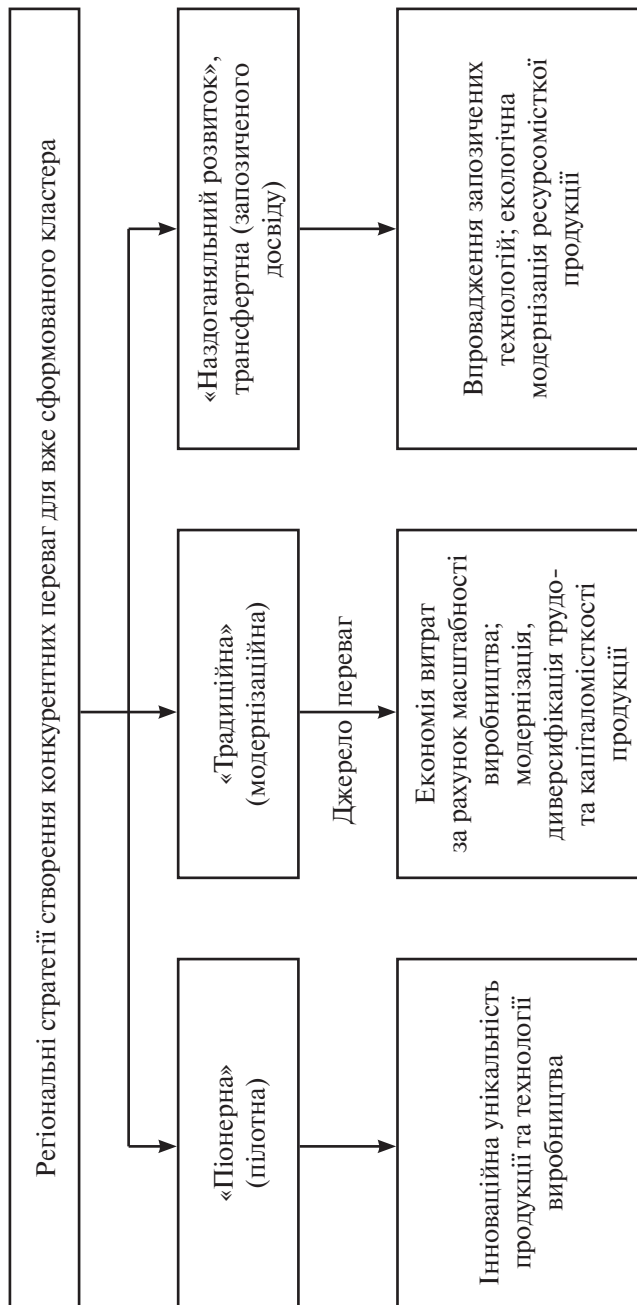 Регіональні стратегії створення конкурентних переваг для вже сформованого кластера
«Піонерна»
(пілотна)
«Традиційна»
(модернізаційна)
«Наздоганяльний розвиток»,
трансфертна (запозиченого
досвіду)
Джерело переваг
Інноваційна унікальність
продукції та технології
виробництва
Економія витрат
за рахунок масштабності
виробництва;
модернізація,
диверсифікація трудо-
та капіталомісткості
продукції
Впровадження запозичених
технологій; екологічна
модернізація ресурсомісткої
продукції